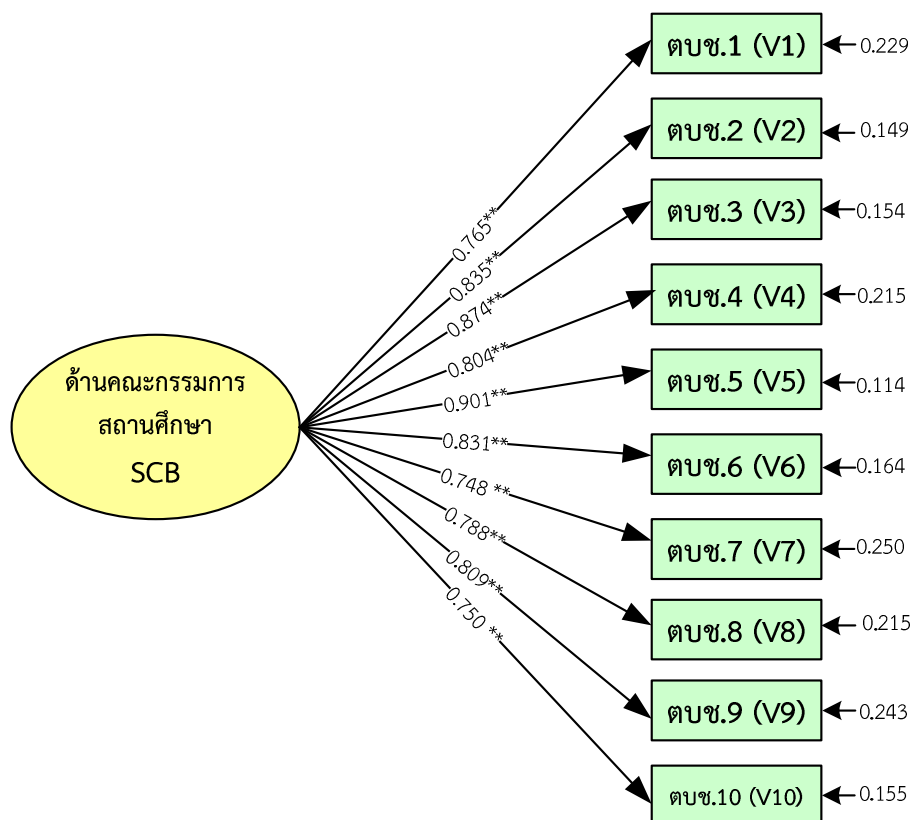 ด้านคณะกรรมการ
สถานศึกษา
SCB
0.765**
0.835**
0.874**
0.804**
0.901**
0.831**
0.748 **
0.788**
0.809**
0.750 **
ตบช.1 (V1)
0.229
ตบช.2 (V2)
0.149
ตบช.3 (V3)
0.154
ตบช.4 (V4)
0.215
ตบช.5 (V5)
0.114
ตบช.6 (V6)
0.164
ตบช.7 (V7)
0.250
ตบช.8 (V8)
0.215
ตบช.9 (V9)
0.243
ตบช.10 (V10)
0.155